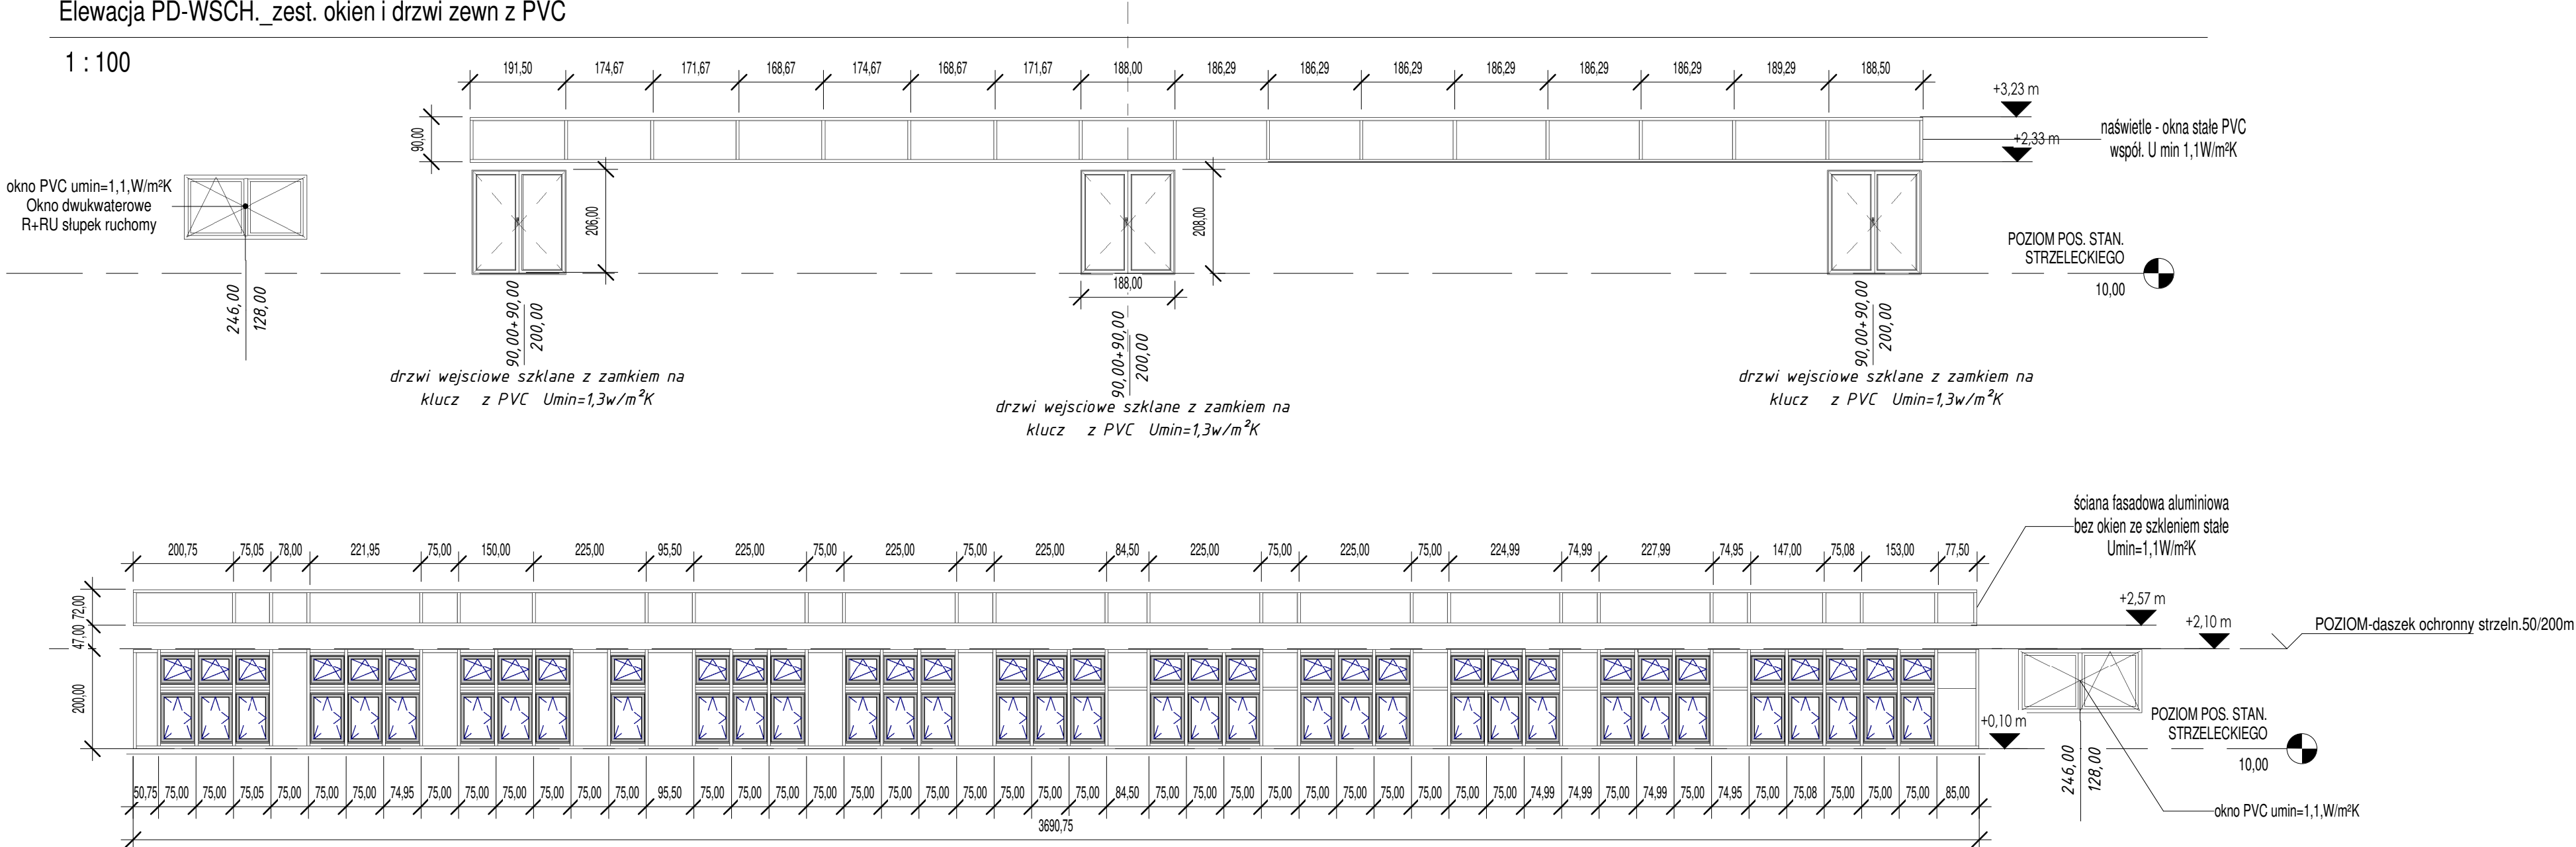 Elewacja PD-WSCH._zest. okien i drzwi zewn z PVC
1 : 100
191,50 174,67 171,67 168,67 174,67 168,67 171,67 188,00 186,29 186,29 186,29 186,29 186,29 186,29 189,29 188,50
+3,23 m
90,00
+2,33 m
naświetle - okna stałe PVC
współ. U min 1,1W/m²K
okno PVC umin=1,1,W/m²K
Okno dwukwaterowe
R+RU słupek ruchomy
206,00
208,00
POZIOM POS. STAN.
STRZELECKIEGO
10,00
188,00
246,00
128,00
90,00+90,00
200,00
90,00+90,00
200,00
90,00+90,00
200,00
drzwi wejsciowe szklane z zamkiem na
klucz z PVC Umin=1,3w/m²K
drzwi wejsciowe szklane z zamkiem na
klucz z PVC Umin=1,3w/m²K
drzwi wejsciowe szklane z zamkiem na
klucz z PVC Umin=1,3w/m²K
ściana fasadowa aluminiowa
bez okien ze szkleniem stałe
Umin=1,1W/m²K
200,75 75,05 78,00 221,95 75,00 150,00 225,00 95,50 225,00 75,00 225,00 75,00 225,00 84,50 225,00 75,00 225,00 75,00 224,99 74,99 227,99 74,95 147,00 75,08 153,00 77,50
72,00
47,00
200,00
+2,57 m
+2,10 m
POZIOM-daszek ochronny strzeln.50/200m
+0,10 m
POZIOM POS. STAN.
STRZELECKIEGO
10,00
246,00
128,00
okno PVC umin=1,1,W/m²K
50,75 75,00 75,00 75,05 75,00 75,00 75,00 74,95 75,00 75,00 75,00 75,00 75,00 75,00 95,50 75,00 75,00 75,00 75,00 75,00 75,00 75,00 75,00 75,00 75,00 75,00 84,50 75,00 75,00 75,00 75,00 75,00 75,00 75,00 75,00 75,00 75,00 74,99 74,99 75,00 74,99 75,00 74,95 75,00 75,08 75,00 75,00 75,00 85,00
3690,75